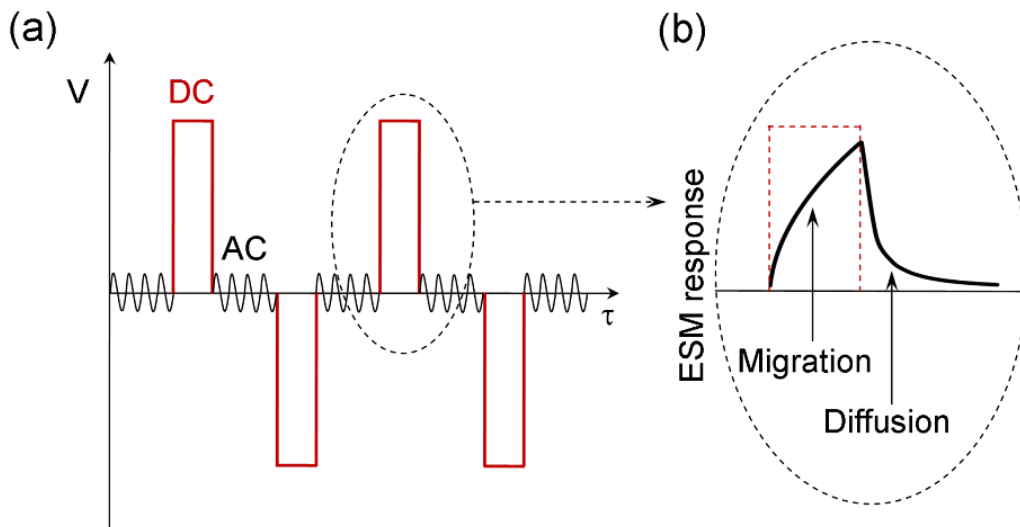 (a)
V
DC
AC
τ
(b)
ESM response
Migration
Diffusion